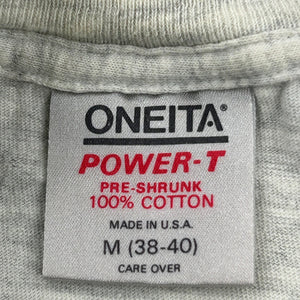 ONEITA®
POWER-T
PRE-SHRUNK
100% COTTON
MADE IN U.S.A.
M (38-40)
CARE OVER